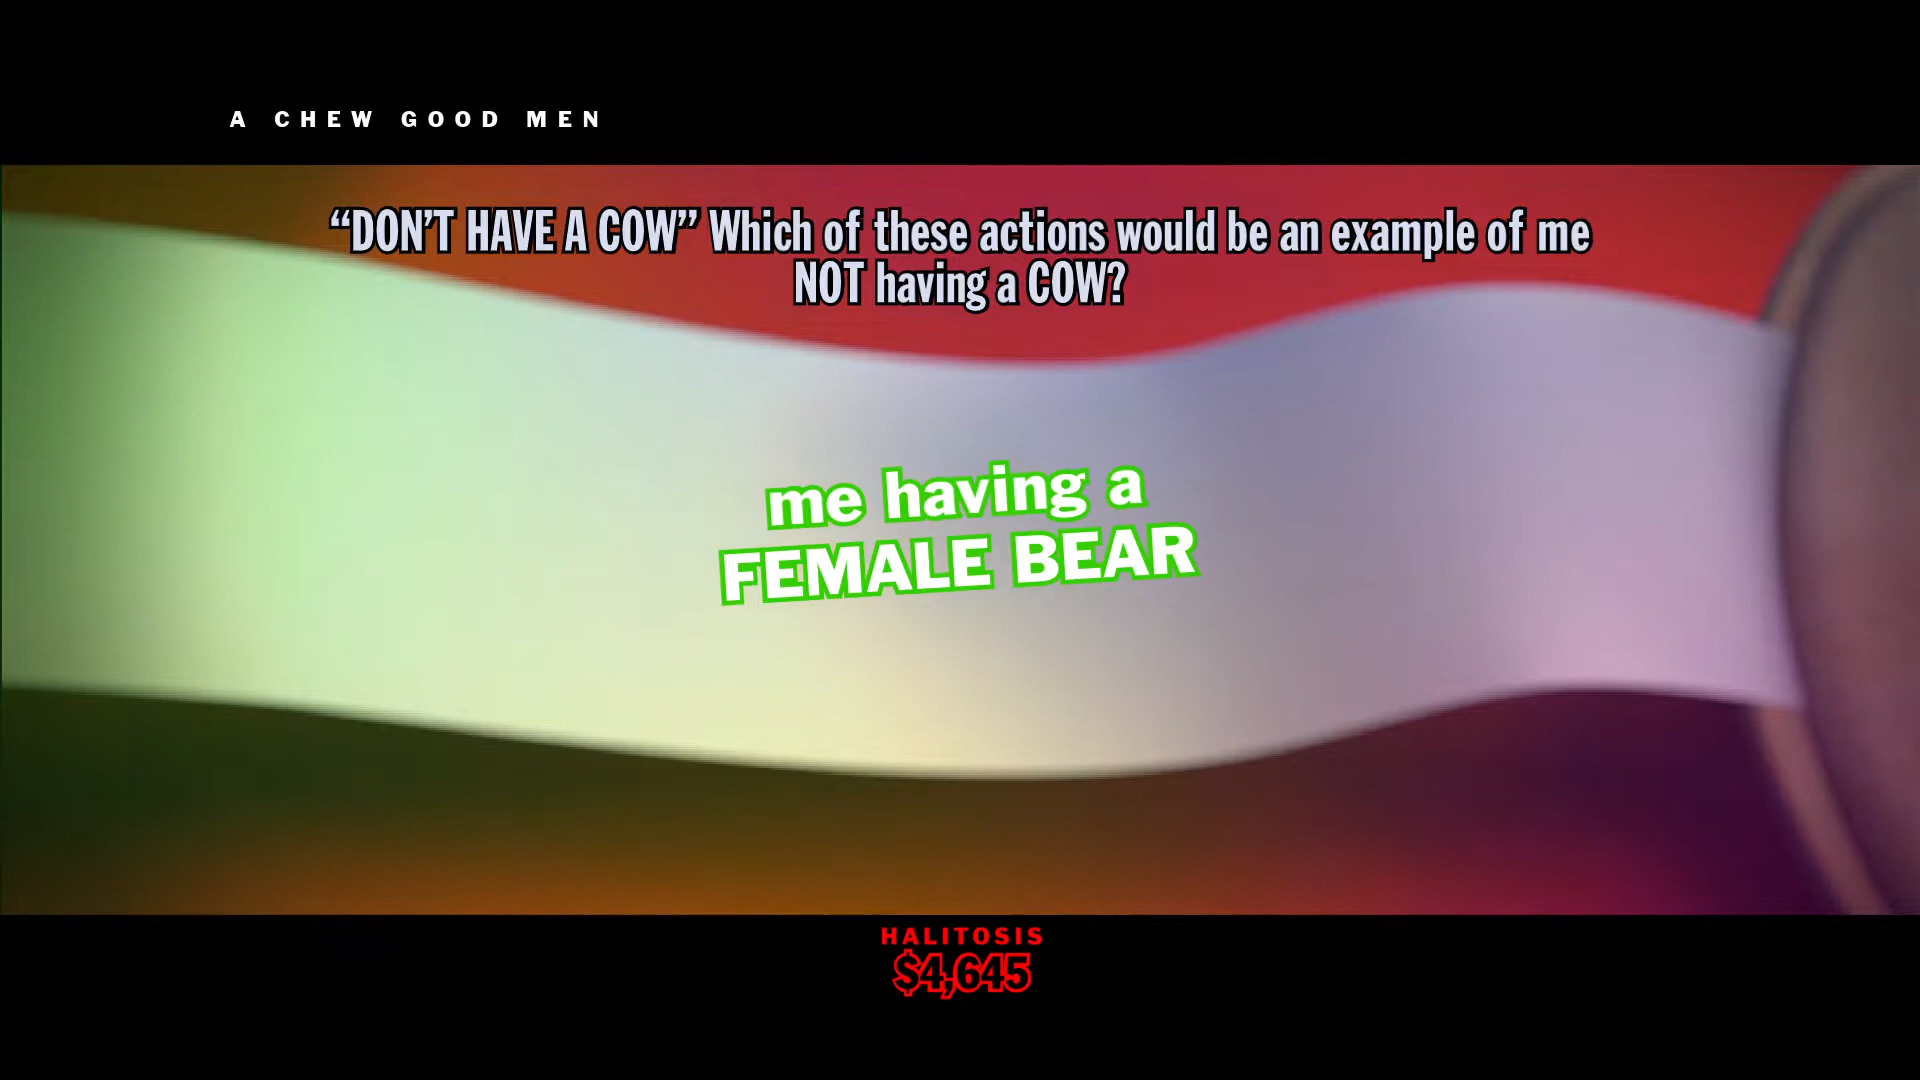 A CHEW GOOD MEN
“DON’T HAVE A COW” Which of these actions would be an example of me
NOT having a COW?
me having a
FEMALE BEAR
HALITOSIS
$4,645